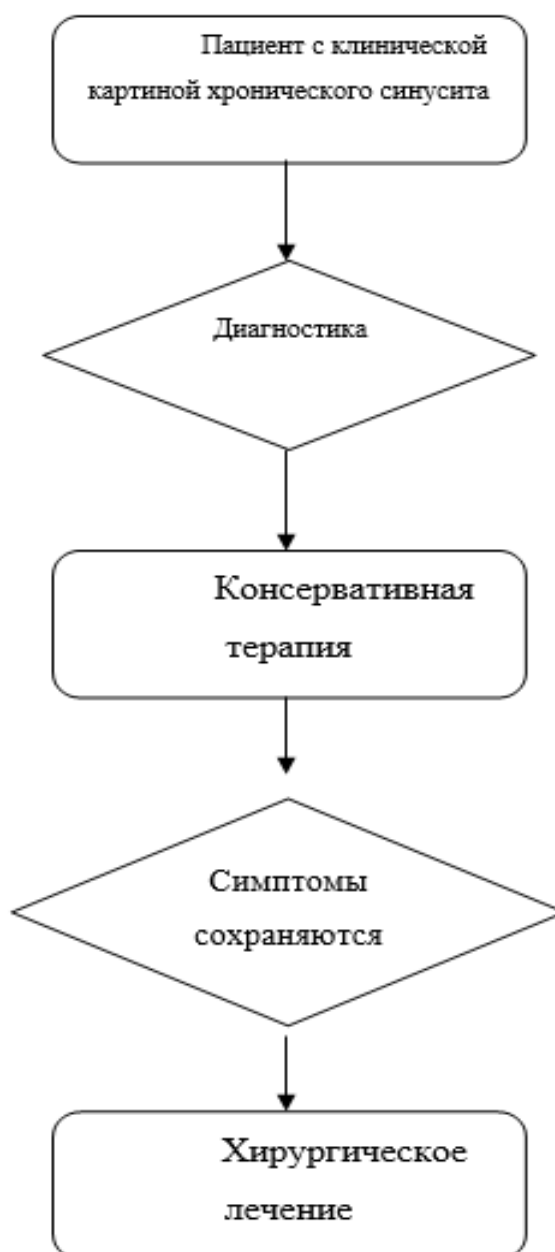 Пациент с клинической
картиной хронического синусита
Диагностика
Консервативная
терапия
Симптомы
сохраняются
Хирургическое
лечение